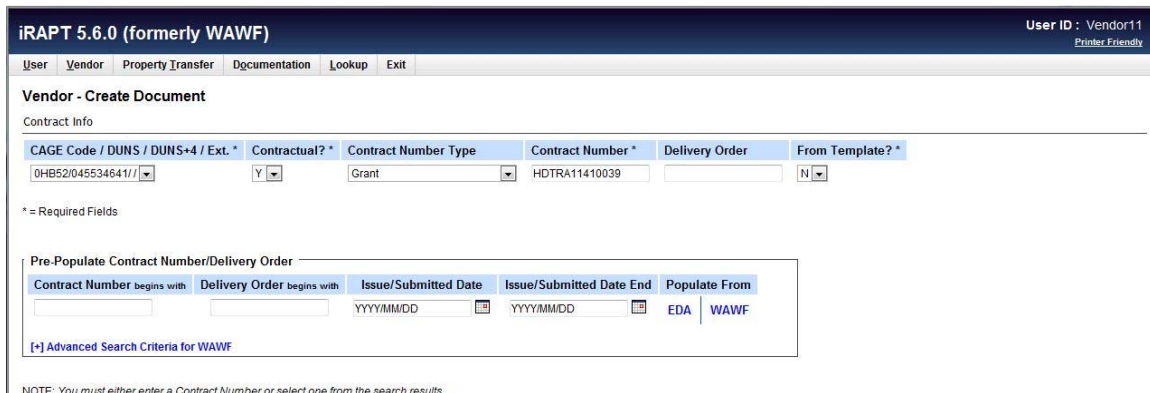 iRAPT 5.6.0 (formerly WAWF)
User ID : Vendor11
Printer Friendly
User Vendor Property Transfer Documentation Lookup Exit
Vendor - Create Document
Contract Info
CAGE Code / DUNS / DUNS+4 / Ext. * Contractual? * Contract Number Type Contract Number * Delivery Order From Template? *
0HB52/045534641// Y Grant HDTRA11410039 N
* = Required Fields
Pre-Populate Contract Number/Delivery Order
Contract Number begins with Delivery Order begins with Issue/Submitted Date Issue/Submitted Date End Populate From
YYYY/MM/DD YYYY/MM/DD EDA WAWF
[+] Advanced Search Criteria for WAWF
NOTE: You must either enter a Contract Number or select one from the search results.